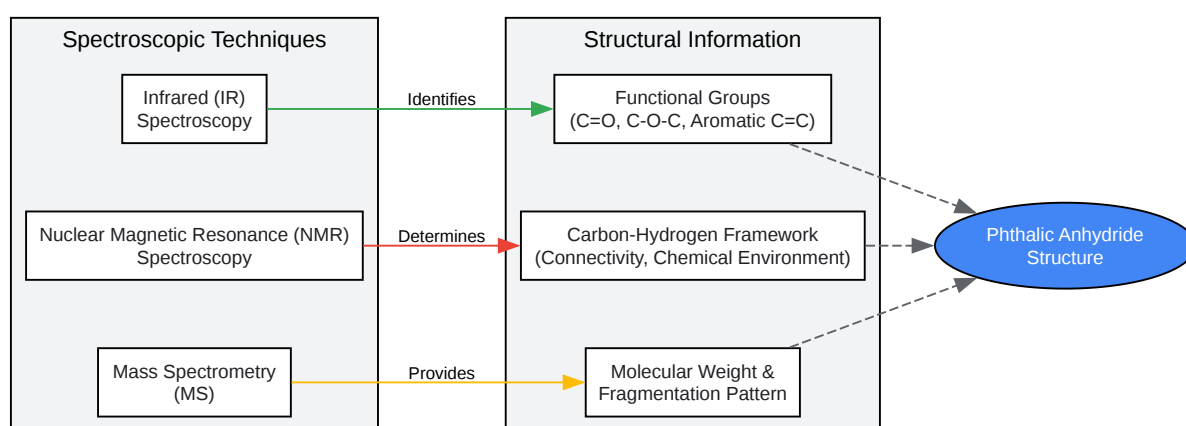 Spectroscopic Techniques
Structural Information
Infrared (IR)
Spectroscopy
Identifies
Functional Groups
(C=O, C-O-C, Aromatic C=C)
Nuclear Magnetic Resonance (NMR)
Spectroscopy
Determines
Carbon-Hydrogen Framework
(Connectivity, Chemical Environment)
Phthalic Anhydride
Structure
Mass Spectrometry
(MS)
Provides
Molecular Weight &
Fragmentation Pattern